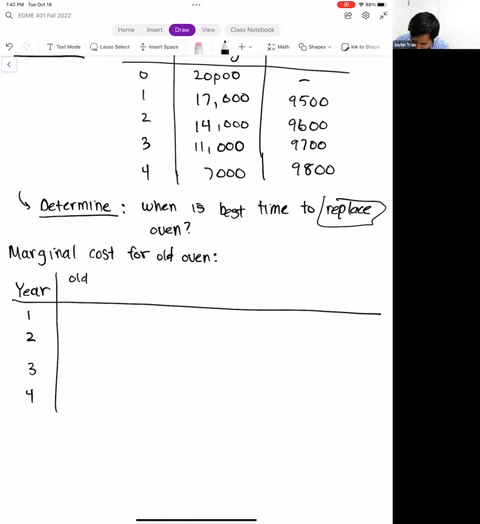 1:42 PM Tue Oct 18
88%
EGME 401 Fall 2022
Home Insert Draw View Class Notebook
Text Mode Lasso Select Insert Space Math Shapes Ink to Shape
Justin Tran
0 20000 -
1 17,000 9500
2 14,000 9600
3 11,000 9700
4 7000 9800
Determine: when is best time to replace
oven?
Marginal cost for old oven:
Year old
1
2
3
4